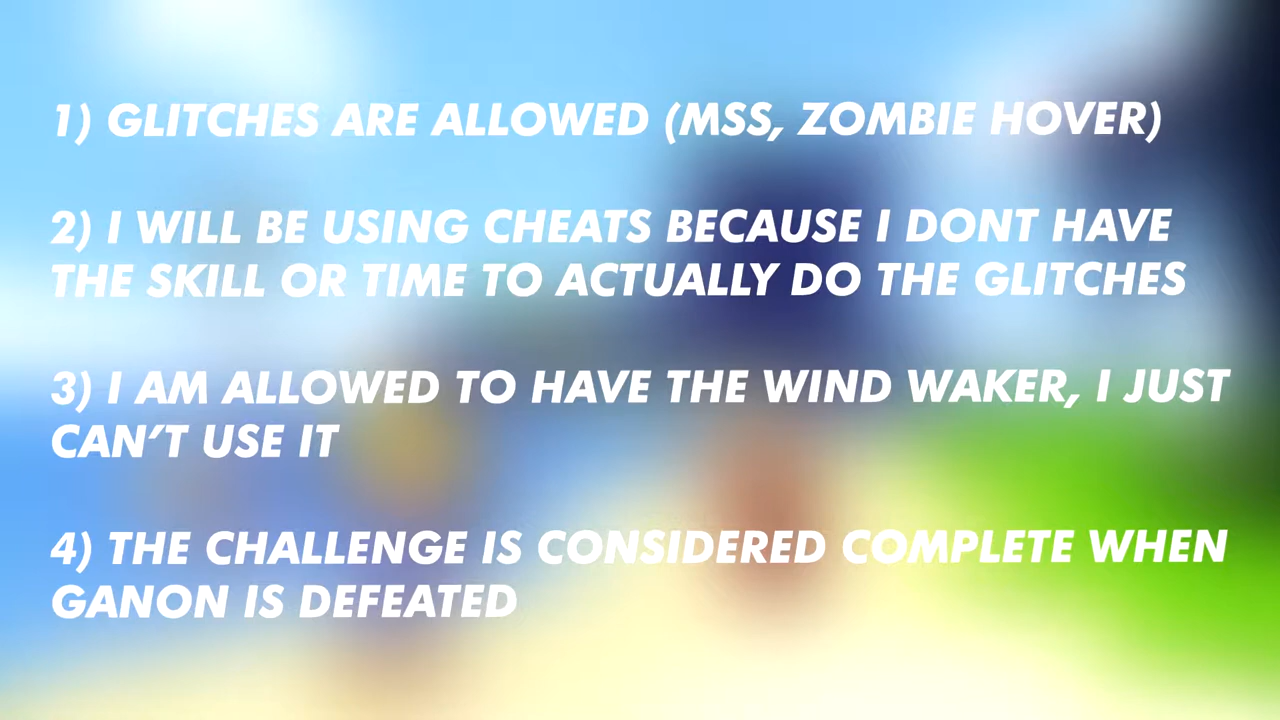 1) GLITCHES ARE ALLOWED (MSS, ZOMBIE HOVER)
2) I WILL BE USING CHEATS BECAUSE I DONT HAVE
THE SKILL OR TIME TO ACTUALLY DO THE GLITCHES
3) I AM ALLOWED TO HAVE THE WIND WAKER, I JUST
CAN'T USE IT
4) THE CHALLENGE IS CONSIDERED COMPLETE WHEN
GANON IS DEFEATED